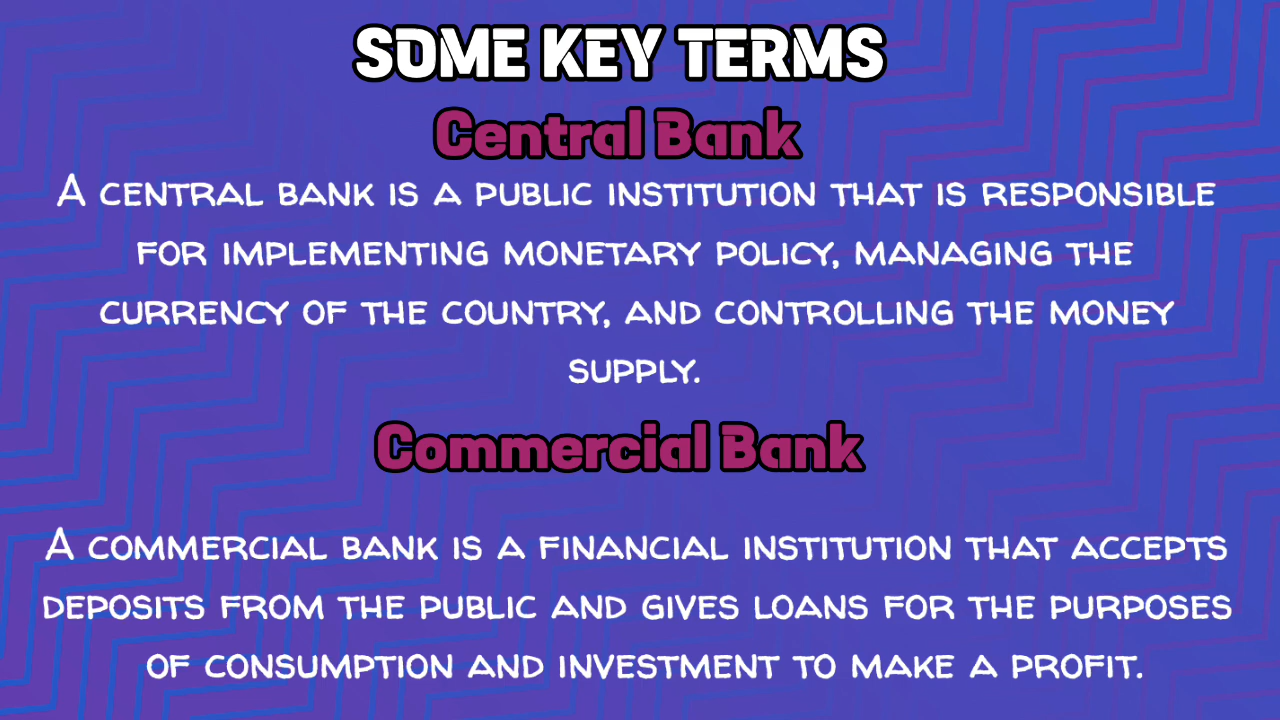 SOME KEY TERMS
Central Bank
A central bank is a public institution that is responsible
for implementing monetary policy, managing the
currency of the country, and controlling the money
supply.
Commercial Bank
A commercial bank is a financial institution that accepts
deposits from the public and gives loans for the purposes
of consumption and investment to make a profit.